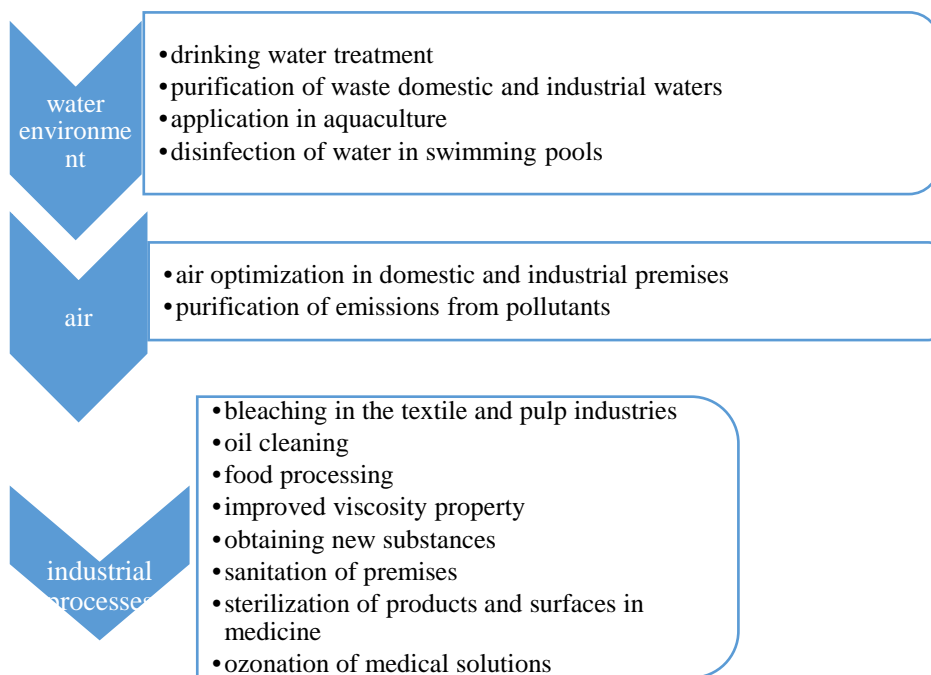 water
environme
nt
•drinking water treatment
•purification of waste domestic and industrial waters
•application in aquaculture
•disinfection of water in swimming pools
air
•air optimization in domestic and industrial premises
•purification of emissions from pollutants
industrial
processes
•bleaching in the textile and pulp industries
•oil cleaning
•food processing
•improved viscosity property
•obtaining new substances
•sanitation of premises
•sterilization of products and surfaces in
medicine
•ozonation of medical solutions